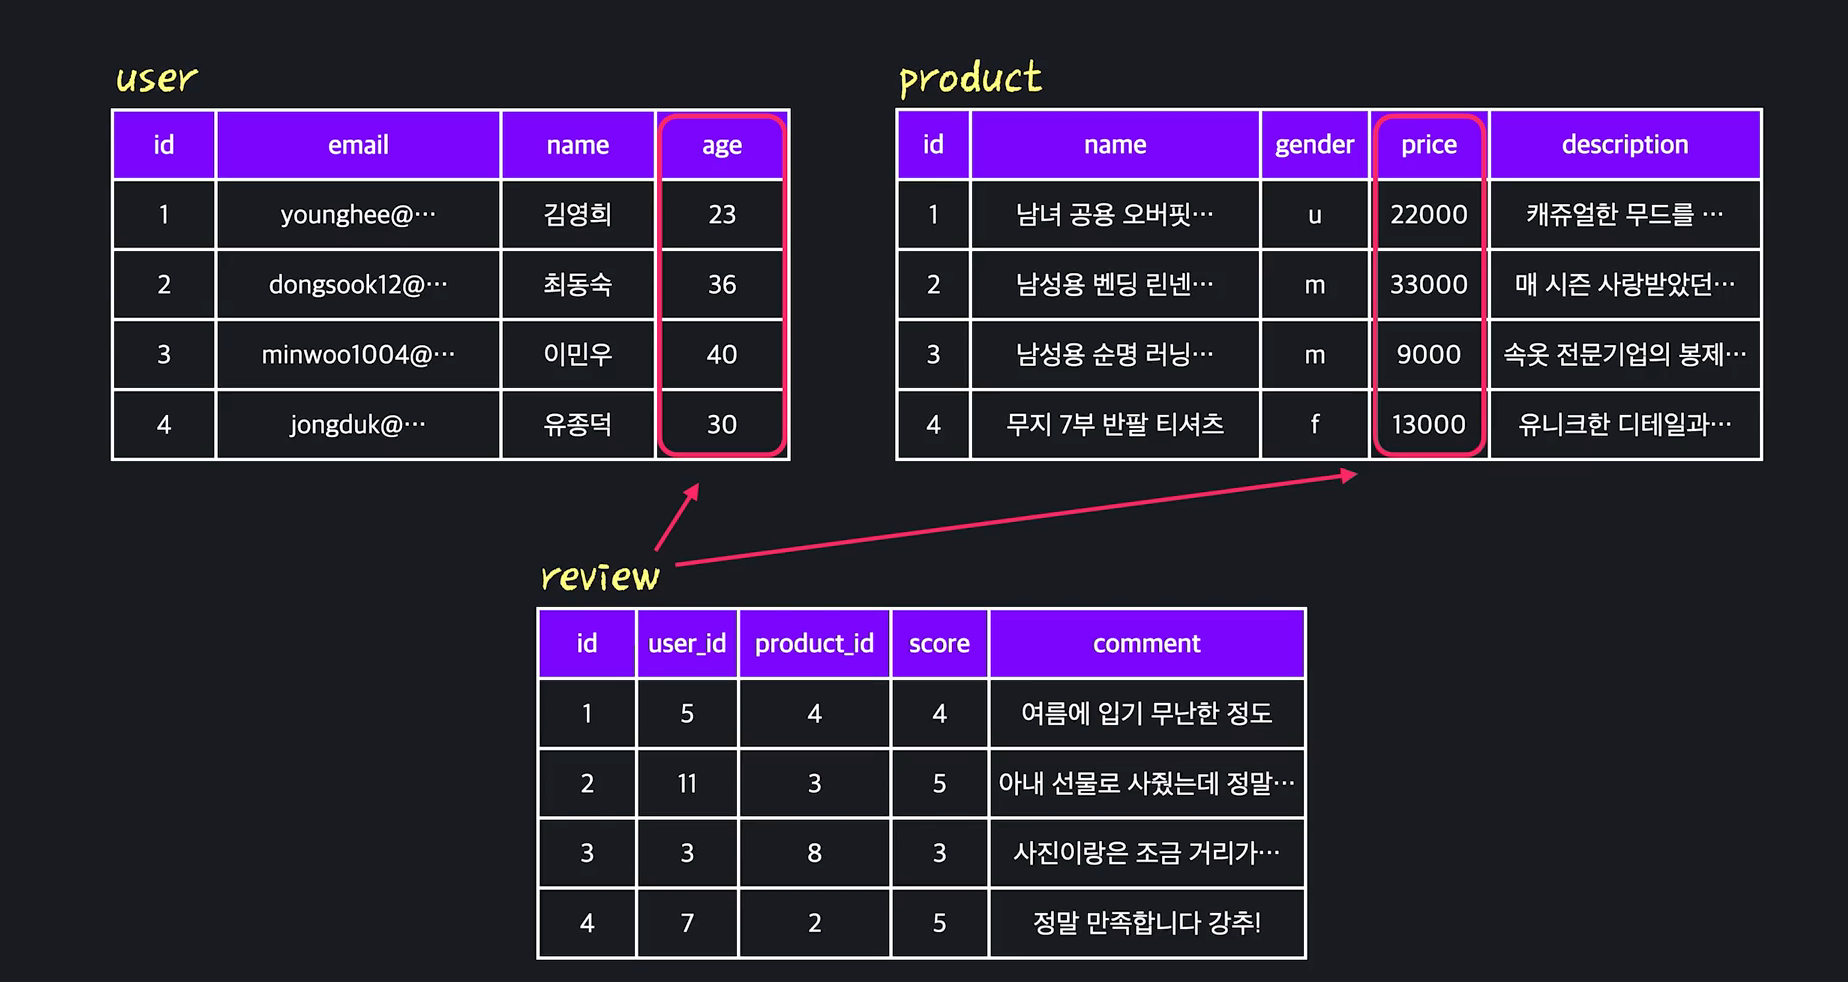 user
id email name age
1 younghee@… 김영희 23
2 dongsook12@… 최동숙 36
3 minwoo1004@… 이민우 40
4 jongduk@… 유종덕 30
product
id name gender price description
1 남녀 공용 오버핏… u 22000 캐쥬얼한 무드를 …
2 남성용 벤딩 린넨… m 33000 매 시즌 사랑받았던…
3 남성용 순명 러닝… m 9000 속옷 전문기업의 봉제…
4 무지 7부 반팔 티셔츠 f 13000 유니크한 디테일과…
review
id user_id product_id score comment
1 5 4 4 여름에 입기 무난한 정도
2 11 3 5 아내 선물로 사줬는데 정말…
3 3 8 3 사진이랑은 조금 거리가…
4 7 2 5 정말 만족합니다 강추!